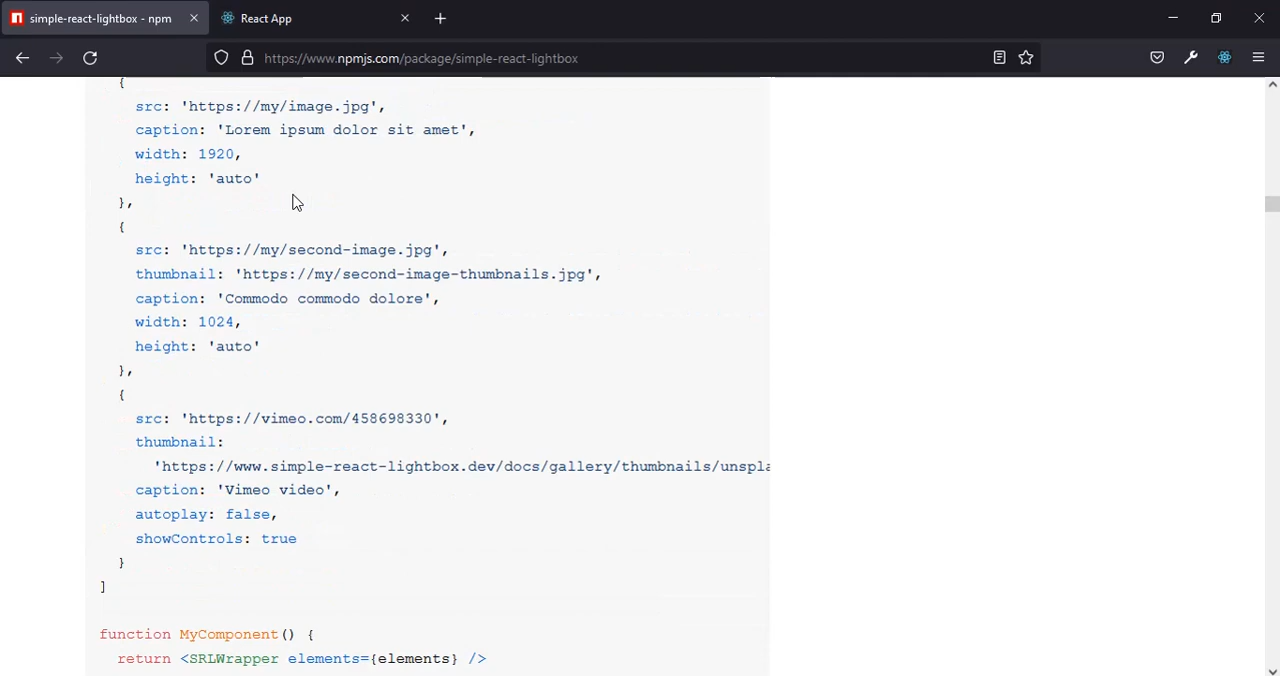 simple-react-lightbox - npm
React App
https://www.npmjs.com/package/simple-react-lightbox
{
src: 'https://my/image.jpg',
caption: 'Lorem ipsum dolor sit amet',
width: 1920,
height: 'auto'
},
{
src: 'https://my/second-image.jpg',
thumbnail: 'https://my/second-image-thumbnails.jpg',
caption: 'Commodo commodo dolore',
width: 1024,
height: 'auto'
},
{
src: 'https://vimeo.com/458698330',
thumbnail:
'https://www.simple-react-lightbox.dev/docs/gallery/thumbnails/unspla
caption: 'Vimeo video',
autoplay: false,
showControls: true
}
]
function MyComponent() {
return <SRLWrapper elements={elements} />